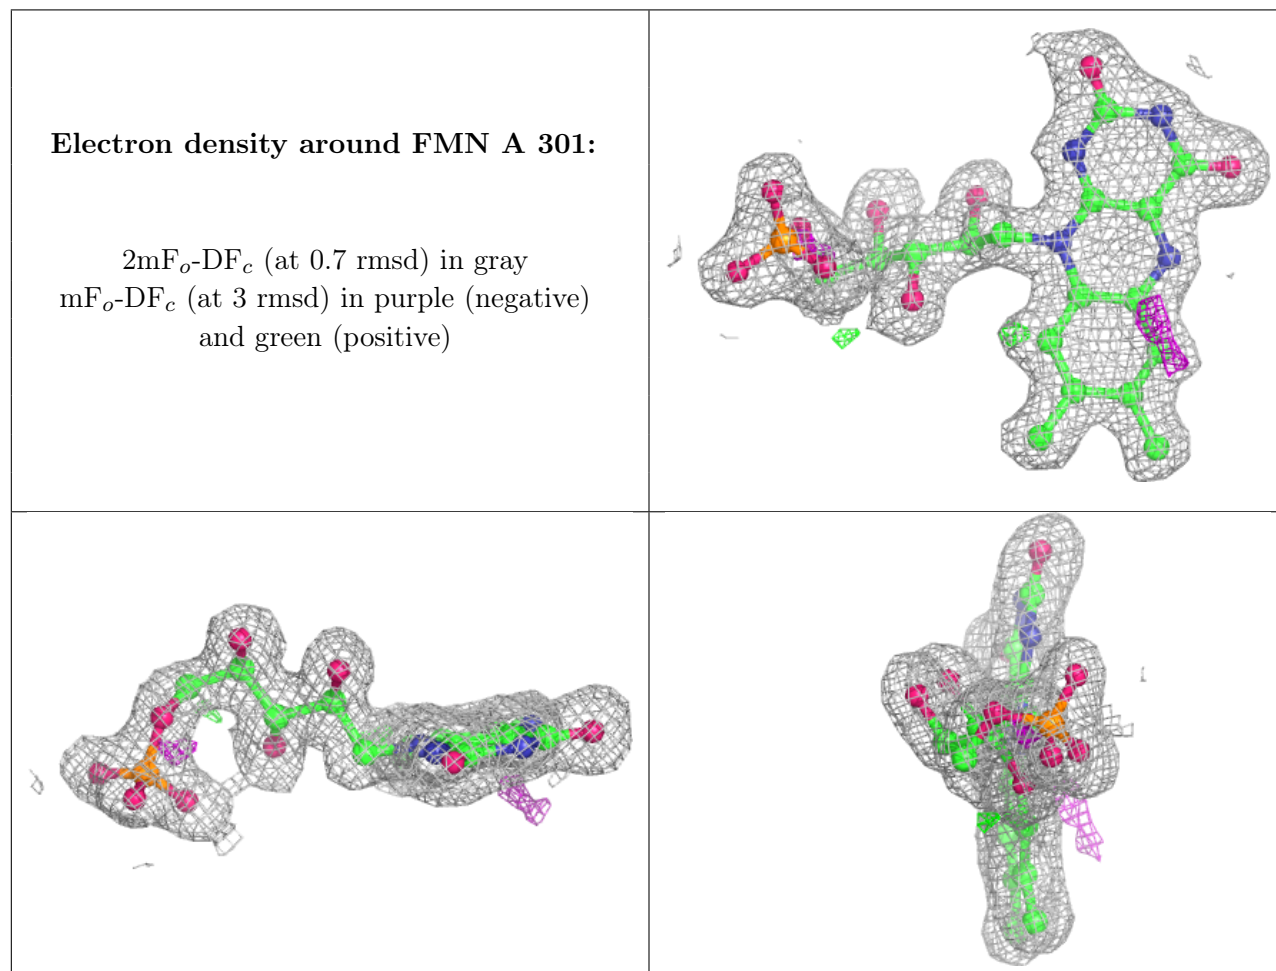 Electron density around FMN A 301:
2mFo-DFc (at 0.7 rmsd) in gray
mFo-DFc (at 3 rmsd) in purple (negative)
and green (positive)